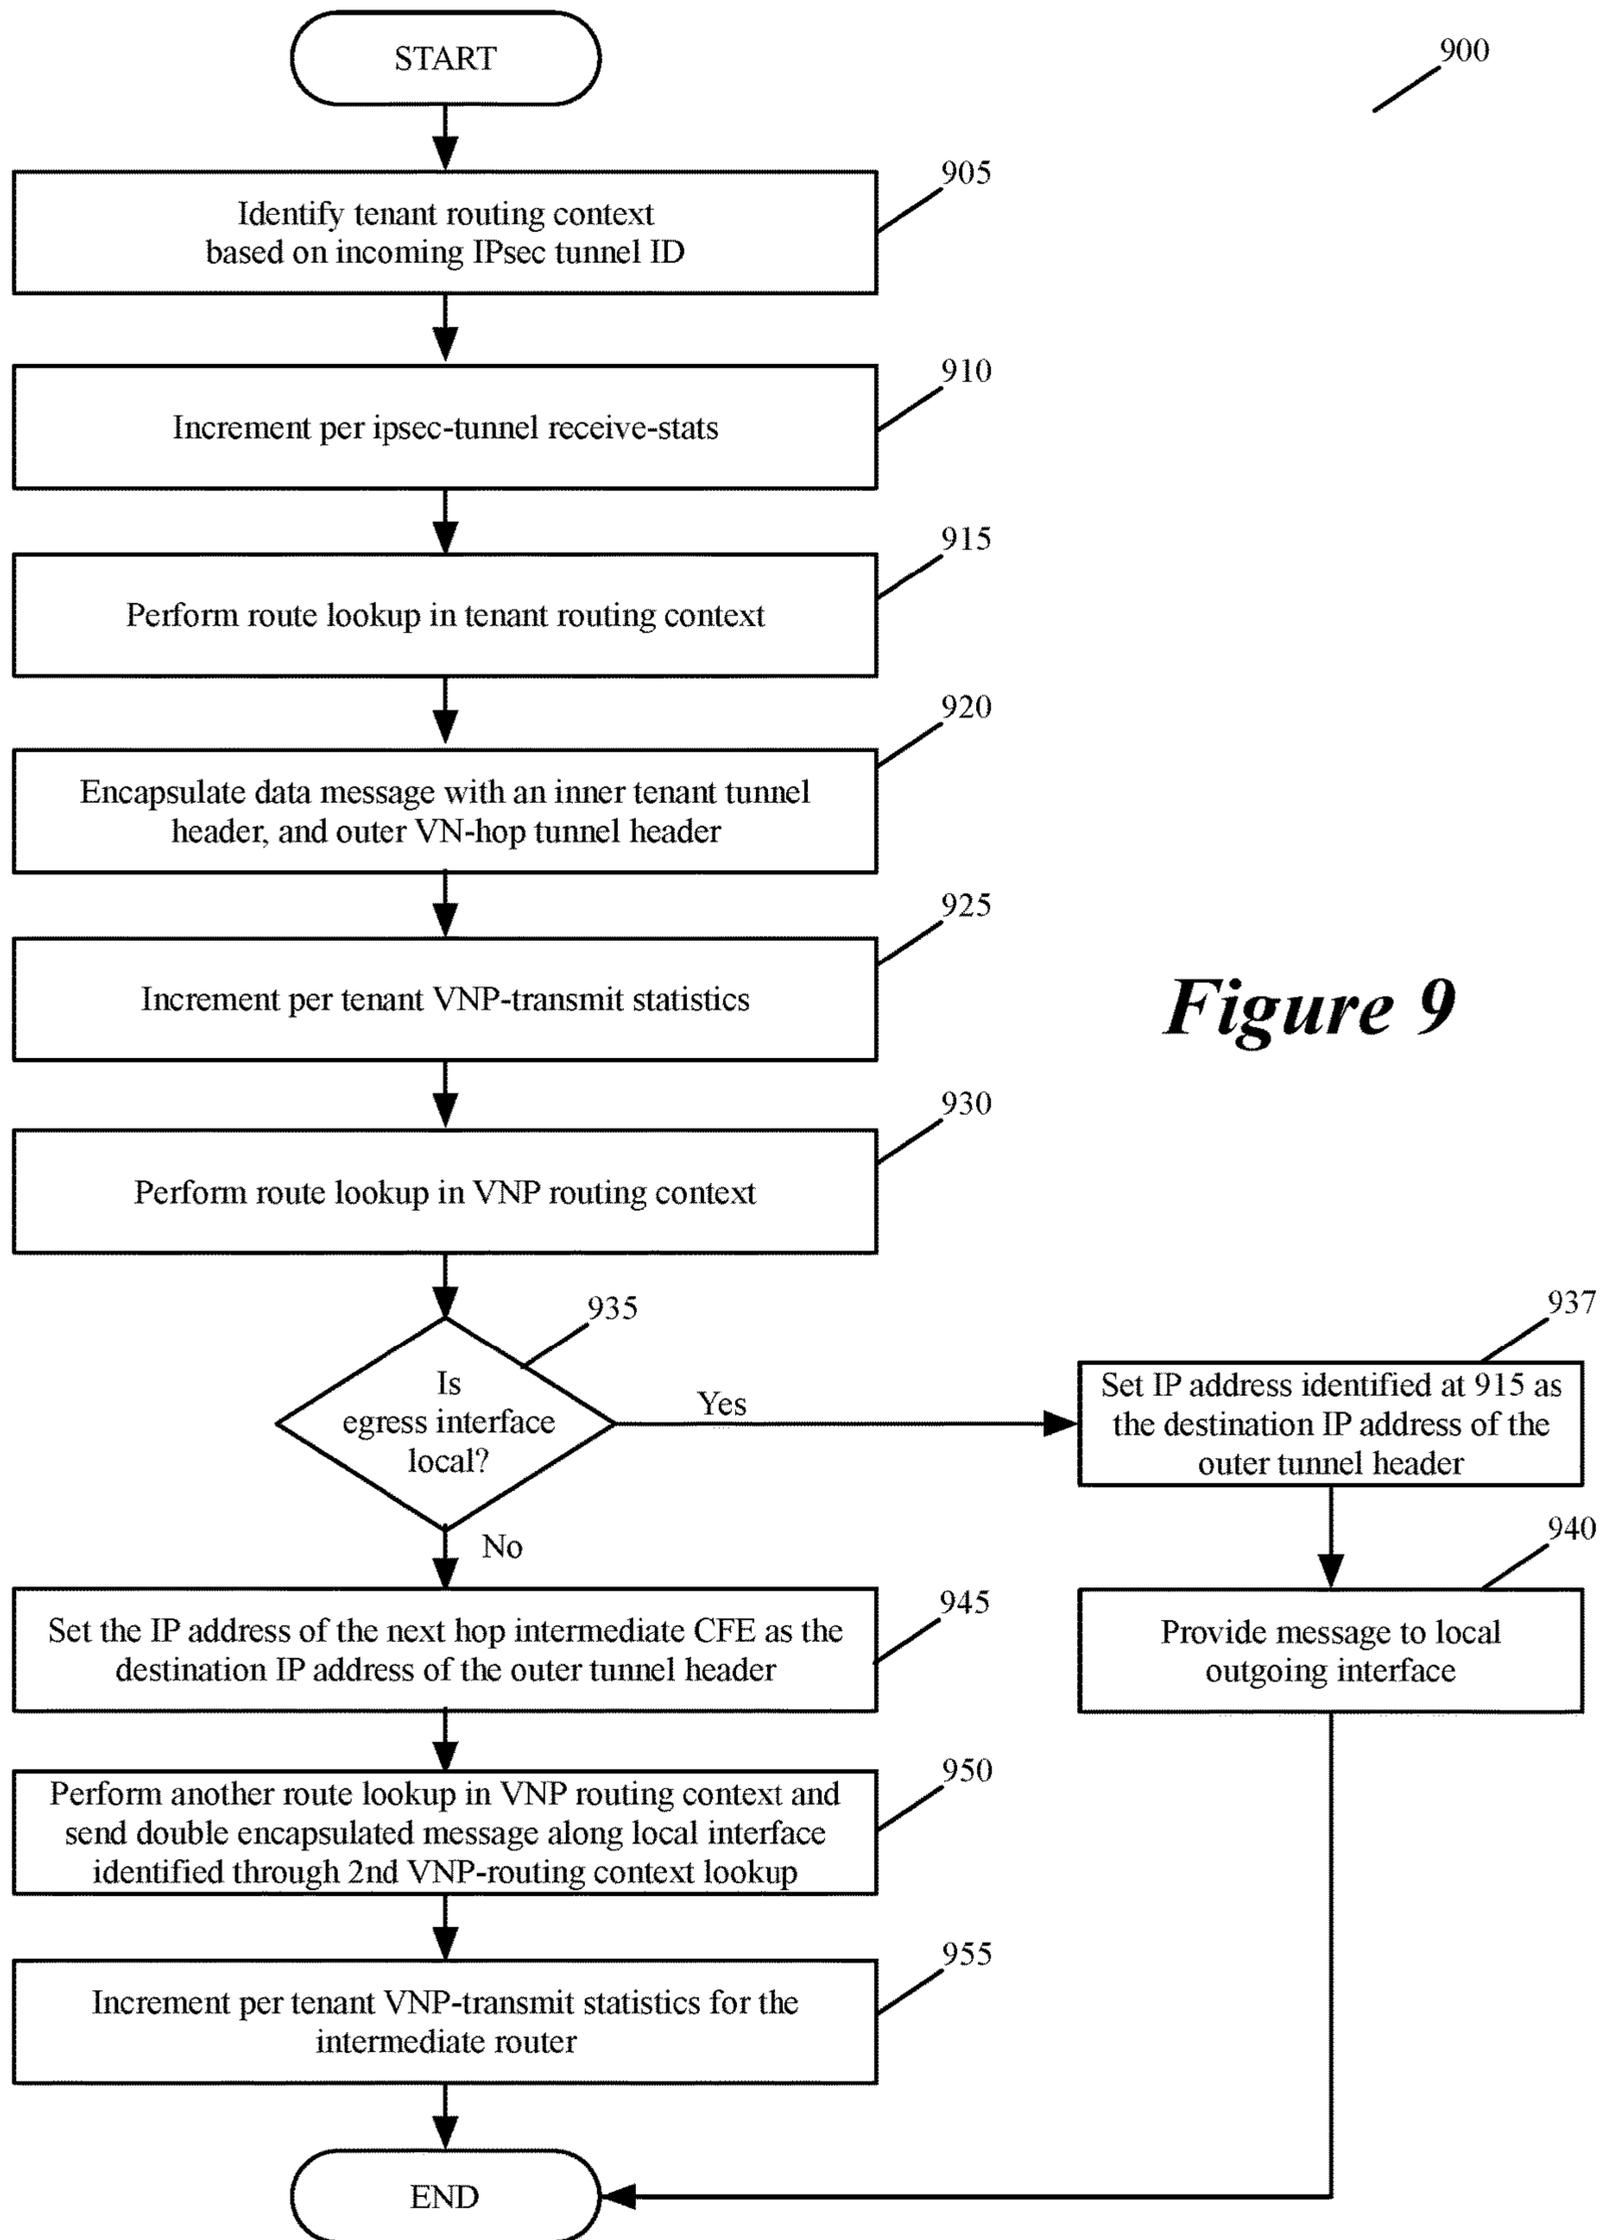 START
900
905
Identify tenant routing context
based on incoming IPsec tunnel ID
910
Increment per ipsec-tunnel receive-stats
915
Perform route lookup in tenant routing context
920
Encapsulate data message with an inner tenant tunnel
header, and outer VN-hop tunnel header
925
Increment per tenant VNP-transmit statistics
Figure 9
930
Perform route lookup in VNP routing context
935
Is
egress interface
local?
Yes
No
937
Set IP address identified at 915 as
the destination IP address of the
outer tunnel header
940
Provide message to local
outgoing interface
945
Set the IP address of the next hop intermediate CFE as the
destination IP address of the outer tunnel header
950
Perform another route lookup in VNP routing context and
send double encapsulated message along local interface
identified through 2nd VNP-routing context lookup
955
Increment per tenant VNP-transmit statistics for the
intermediate router
END